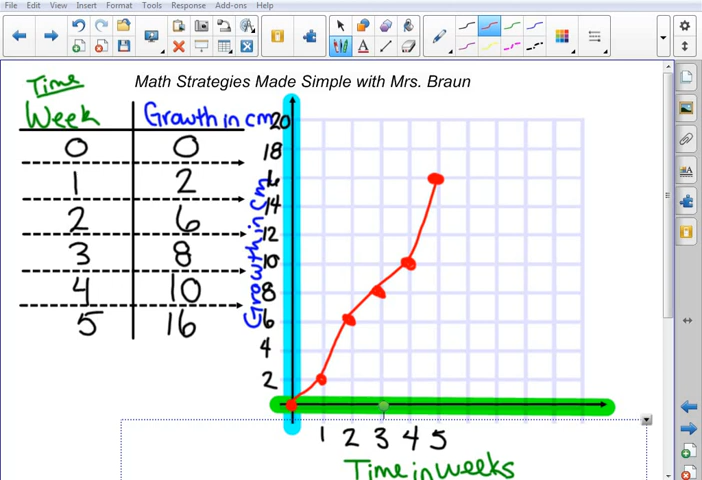 File Edit View Insert Format Tools Response Add-ons Help
Math Strategies Made Simple with Mrs. Braun
Time
Week Growth in cm
0 0
1 2
2 6
3 8
4 10
5 16
Growth in cm
20
18
16
14
12
10
8
6
4
2
1 2 3 4 5
Time in weeks